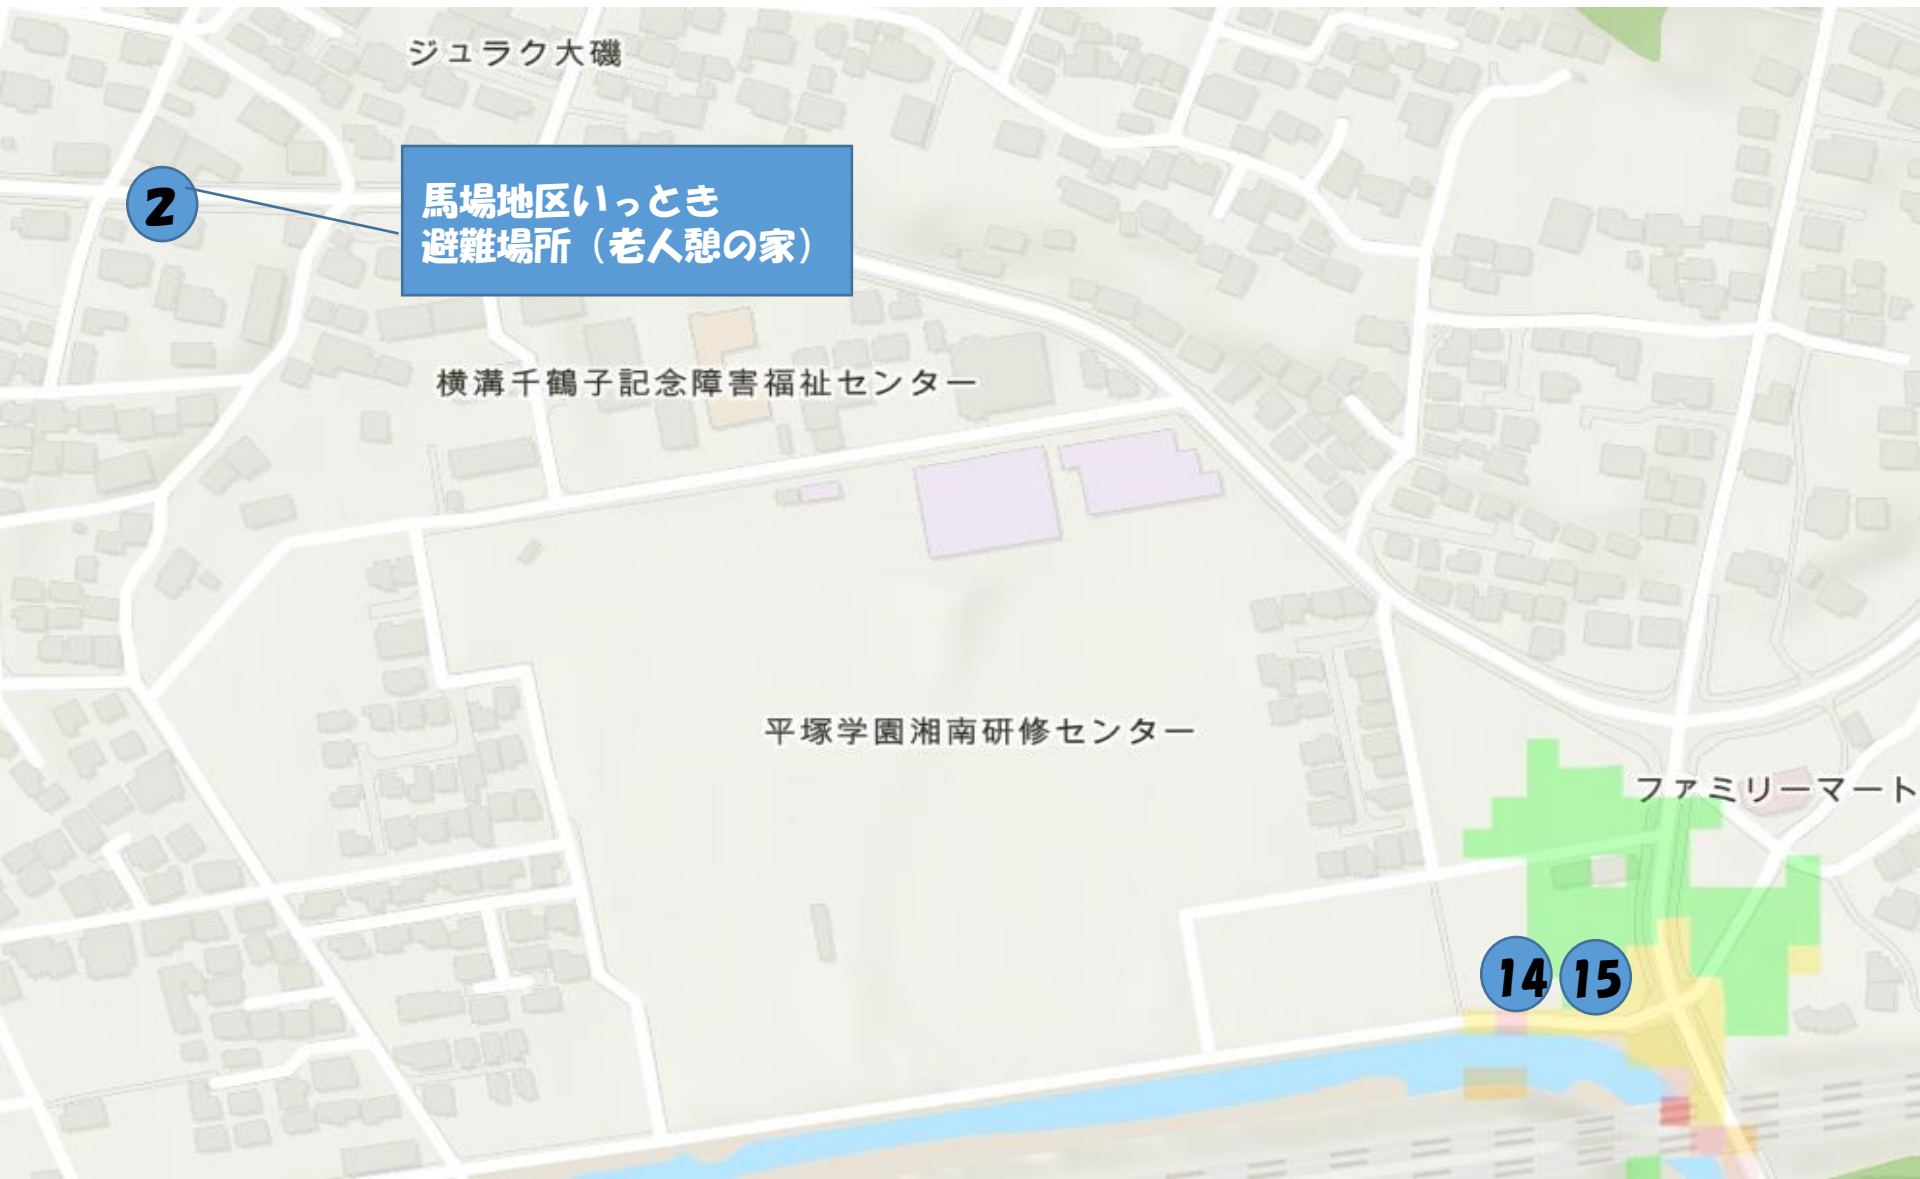 ジュラク大磯
2
馬場地区いっとき
避難場所（老人憩の家）
横溝千鶴子記念障害福祉センター
平塚学園湘南研修センター
ファミリーマート
14
15